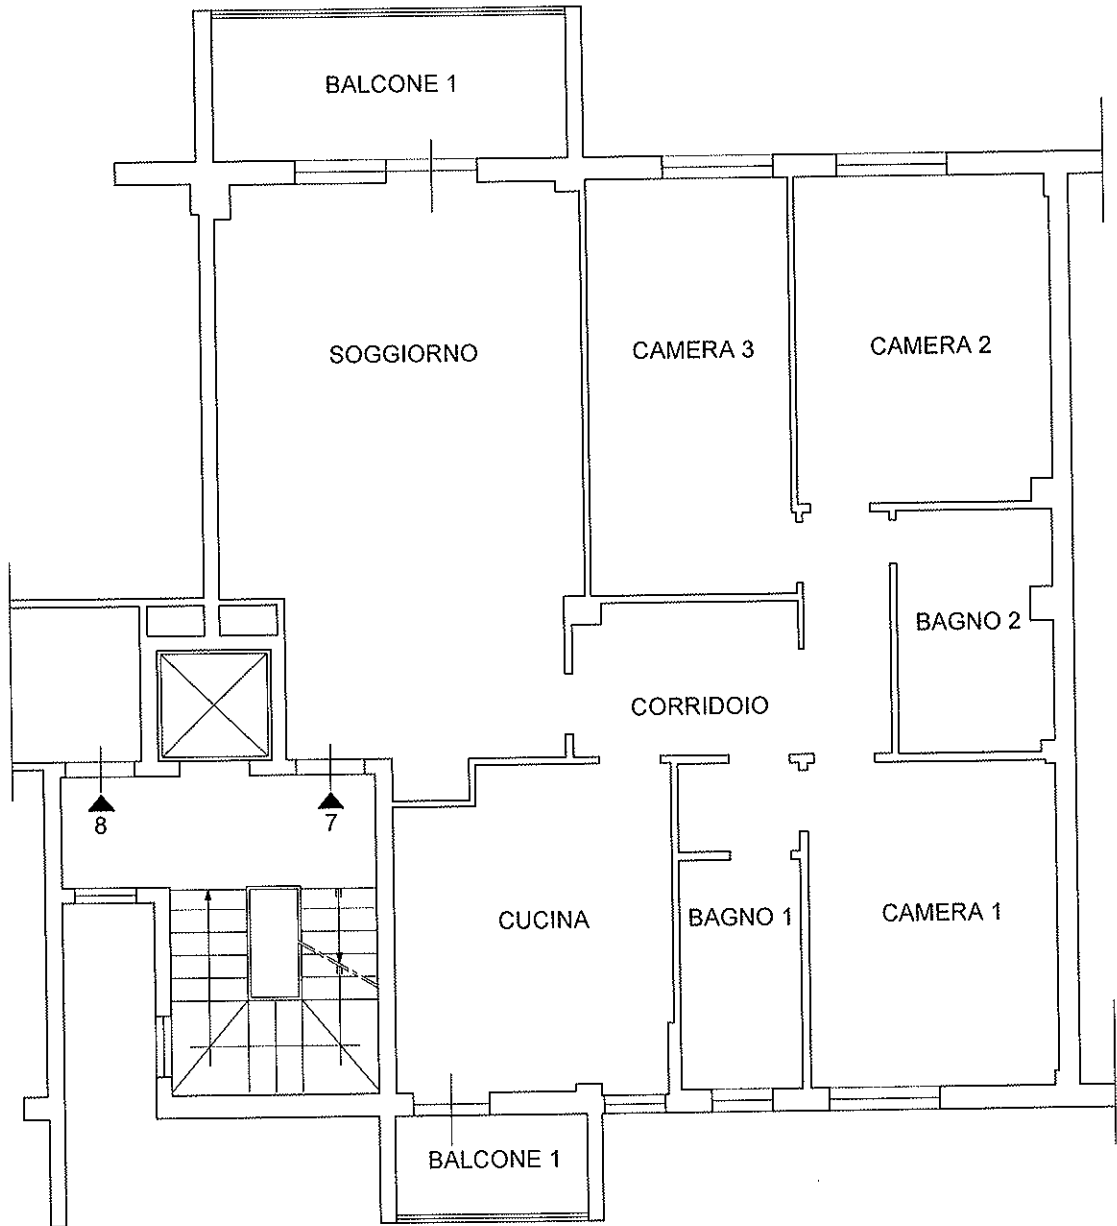 BALCONE 1
SOGGIORNO
CAMERA 3
CAMERA 2
BAGNO 2
CORRIDOIO
8
7
CUCINA
BAGNO 1
CAMERA 1
BALCONE 1